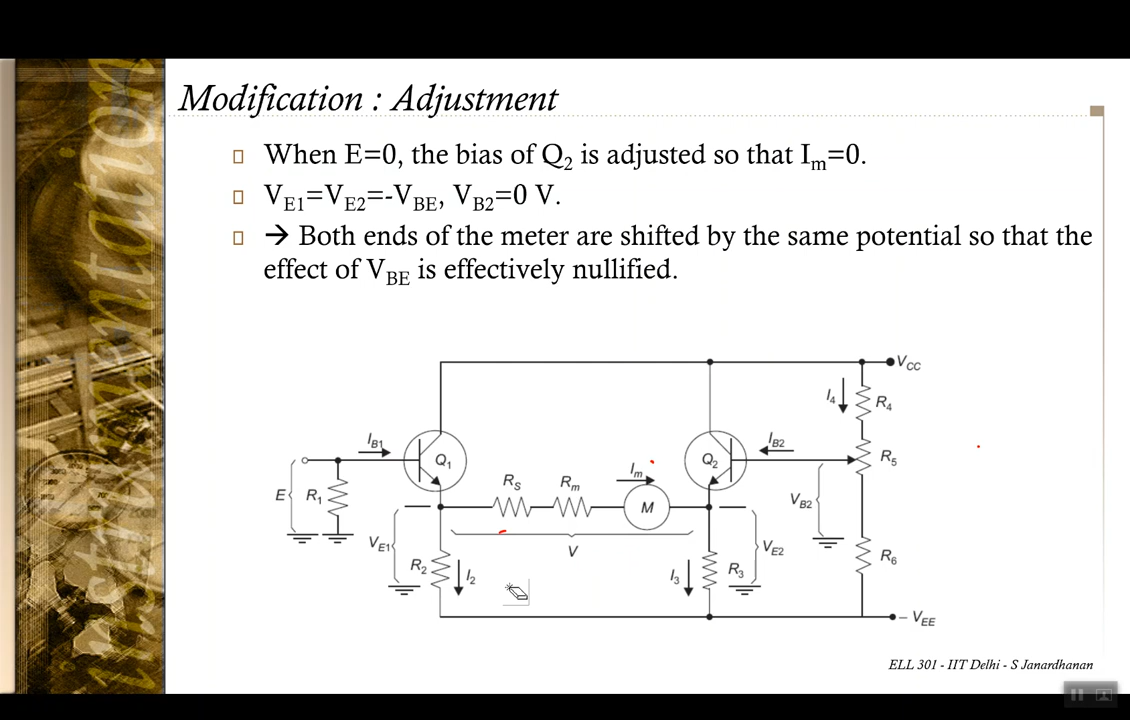 Modification : Adjustment
When E=0, the bias of Q2 is adjusted so that Im=0.
VE1=VE2=-VBE, VB2=0 V.
→ Both ends of the meter are shifted by the same potential so that the
effect of VBE is effectively nullified.
VCC
I4
R4
IB1
IB2
Q1
Q2
R5
Im
RS
Rm
E
R1
M
VB2
VE1
V
VE2
R2
I2
I3
R3
R6
– VEE
ELL 301 - IIT Delhi - S Janardhanan